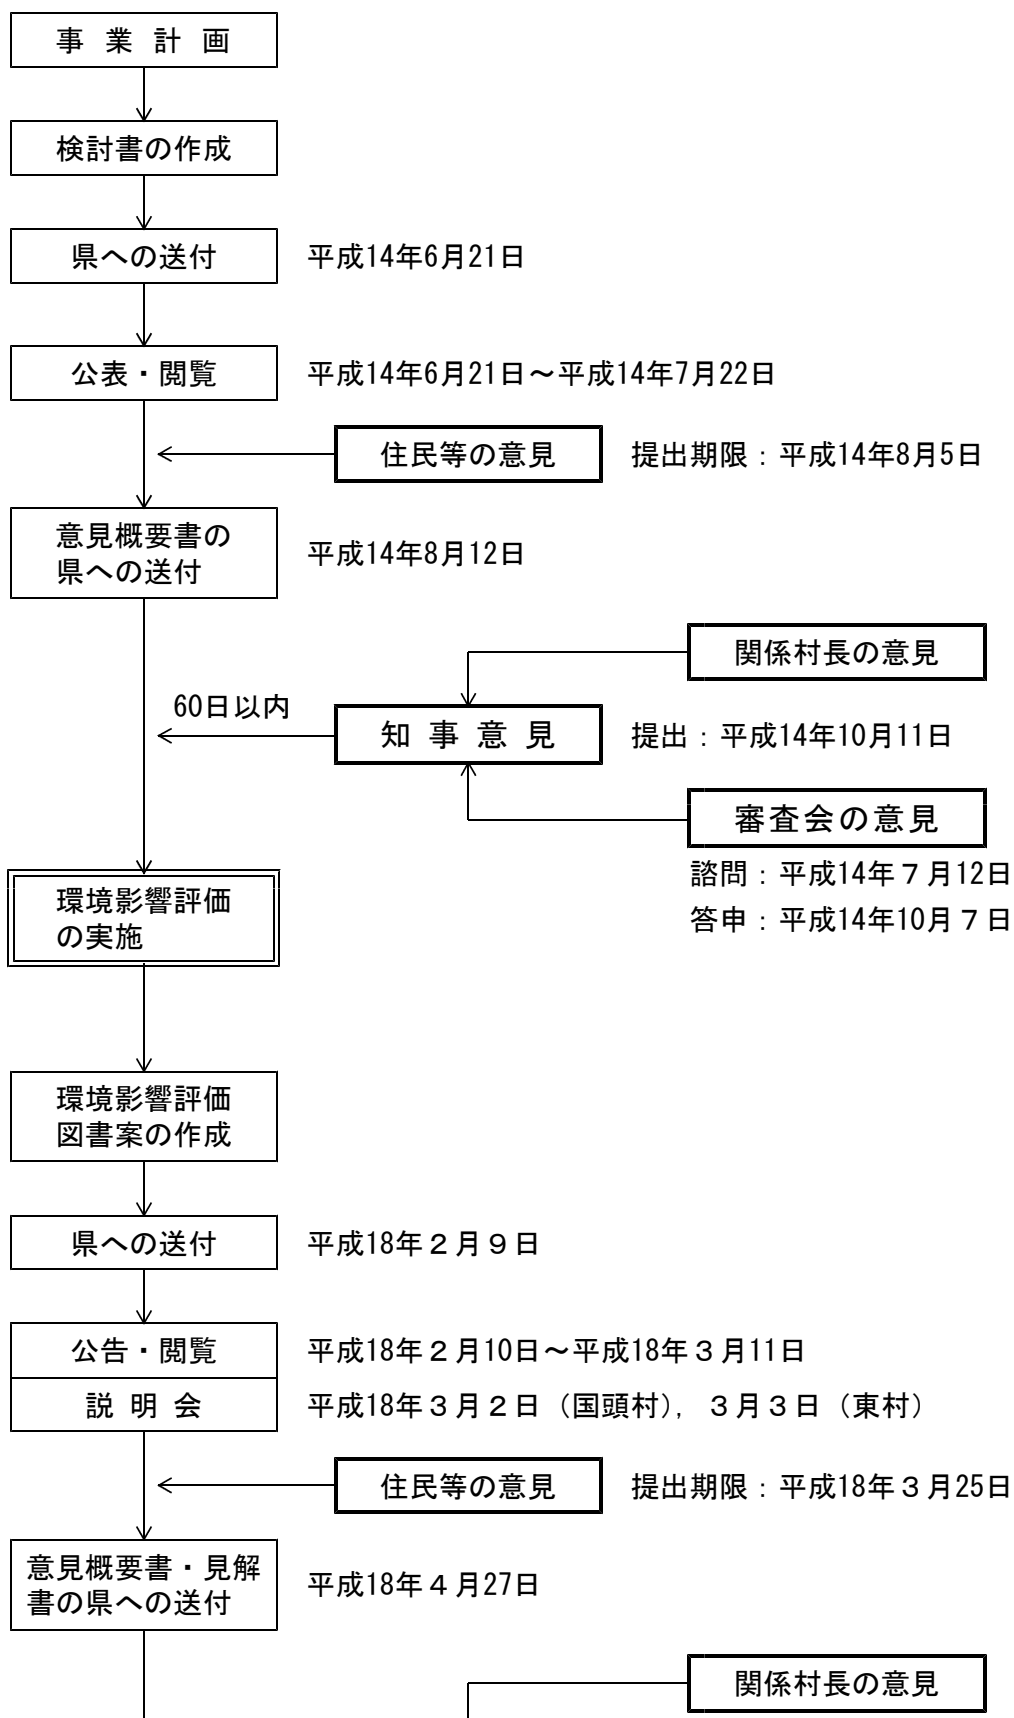 事 業 計 画
検討書の作成
県への送付
平成14年6月21日
公表・閲覧
平成14年6月21日～平成14年7月22日
住民等の意見
提出期限：平成14年8月5日
意見概要書の
県への送付
平成14年8月12日
関係村長の意見
60日以内
知 事 意 見
提出：平成14年10月11日
審査会の意見
諮問：平成14年７月12日
答申：平成14年10月７日
環境影響評価
の実施
環境影響評価
図書案の作成
県への送付
平成18年２月９日
公告・閲覧
平成18年２月10日～平成18年３月11日
説 明 会
平成18年３月２日（国頭村），３月３日（東村）
住民等の意見
提出期限：平成18年３月25日
意見概要書・見解
書の県への送付
平成18年４月27日
関係村長の意見